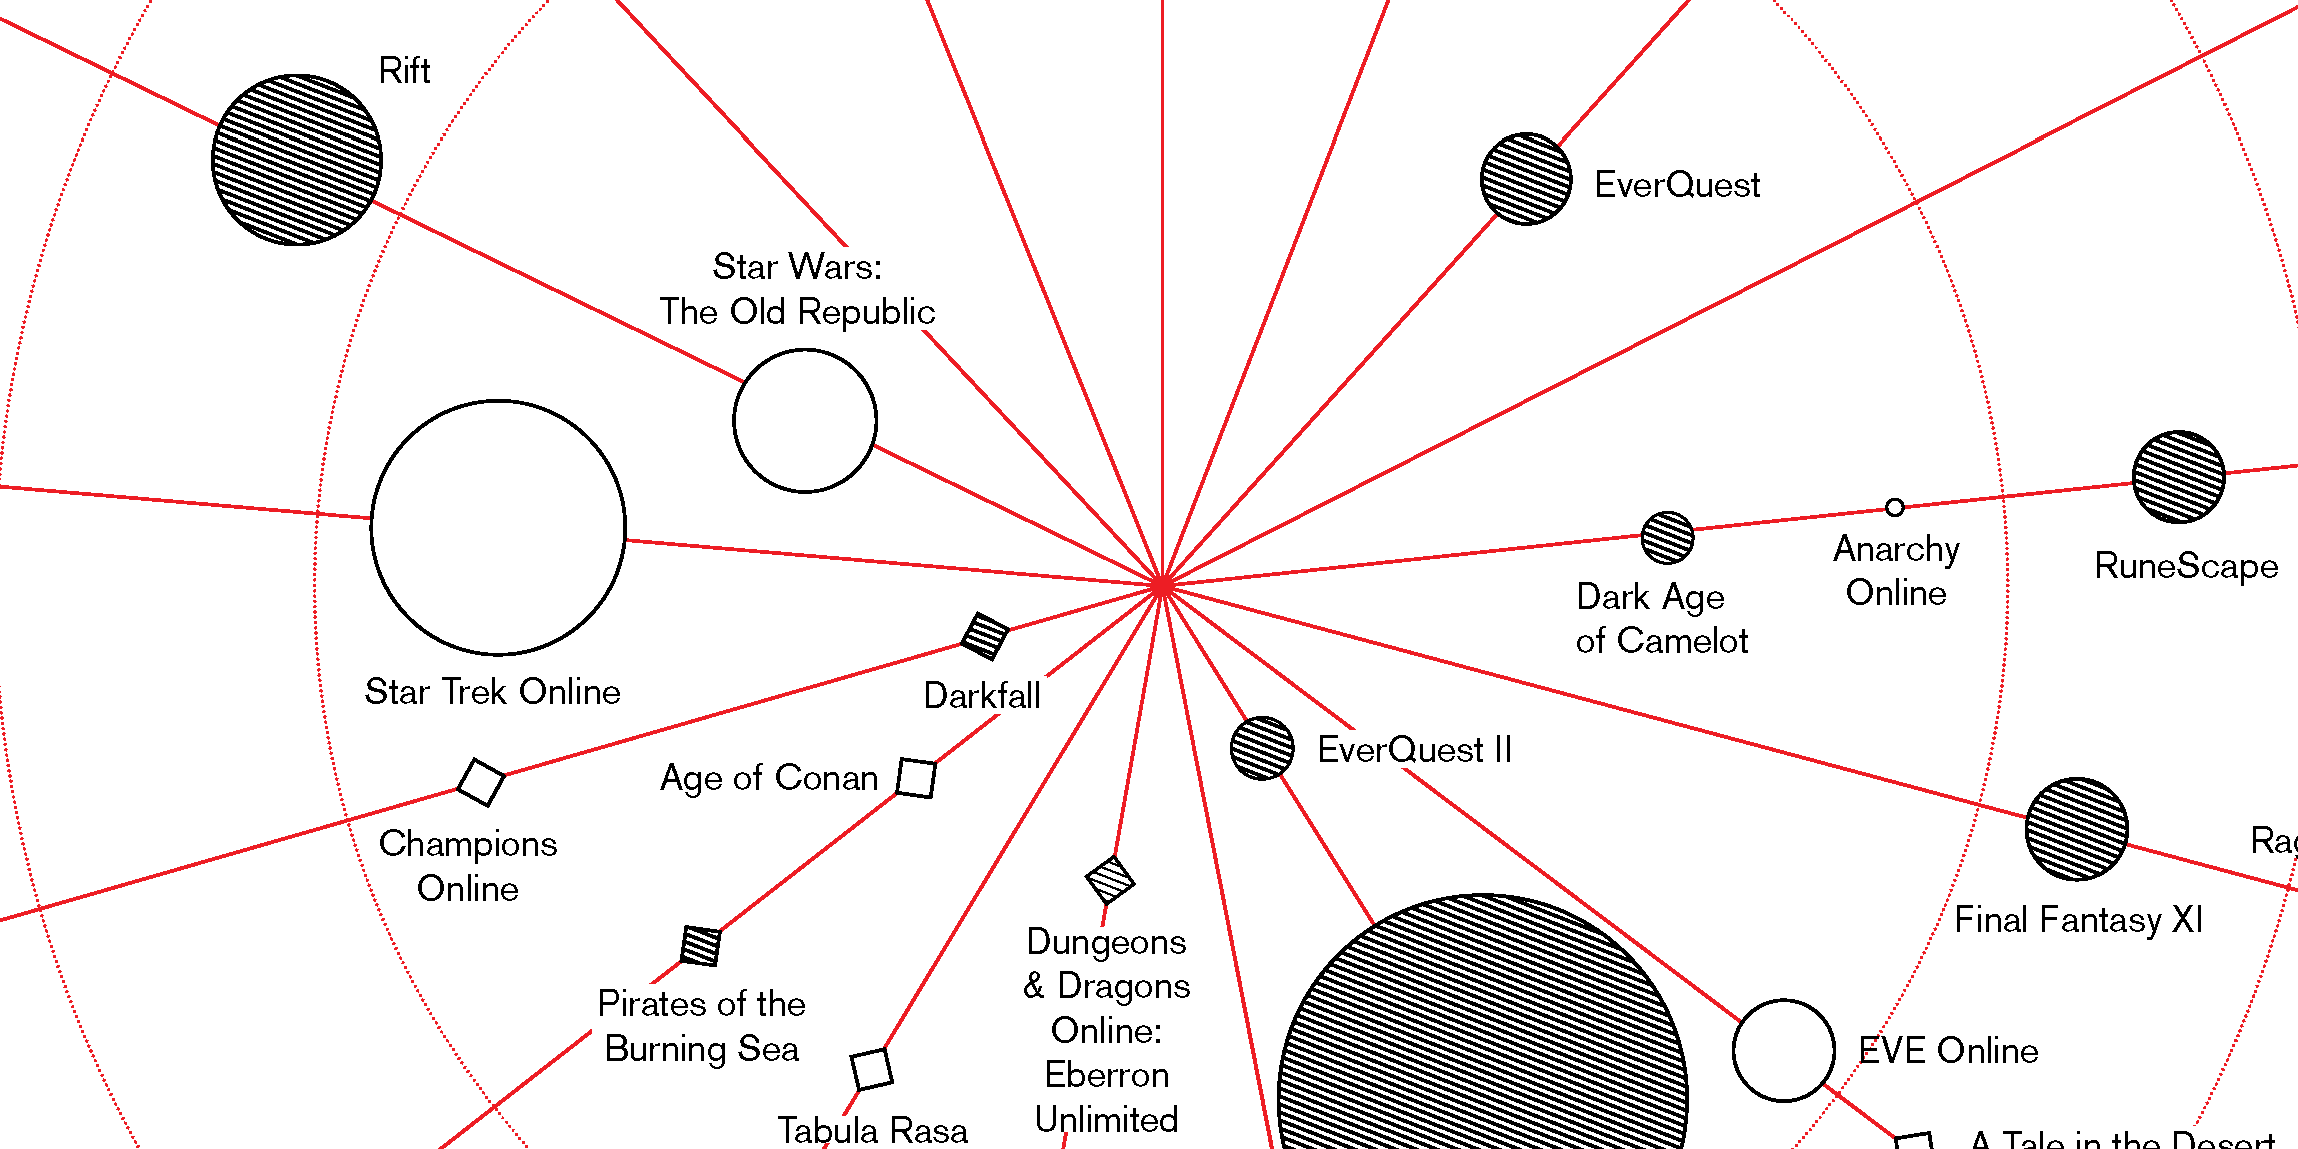 Rift
EverQuest
Star Wars:
The Old Republic
Anarchy
Online
RuneScape
Dark Age
of Camelot
Star Trek Online
Darkfall
EverQuest II
Age of Conan
Champions
Online
Final Fantasy XI
Dungeons
& Dragons
Online:
Eberron
Unlimited
Pirates of the
Burning Sea
EVE Online
Tabula Rasa
A Tale in the Desert